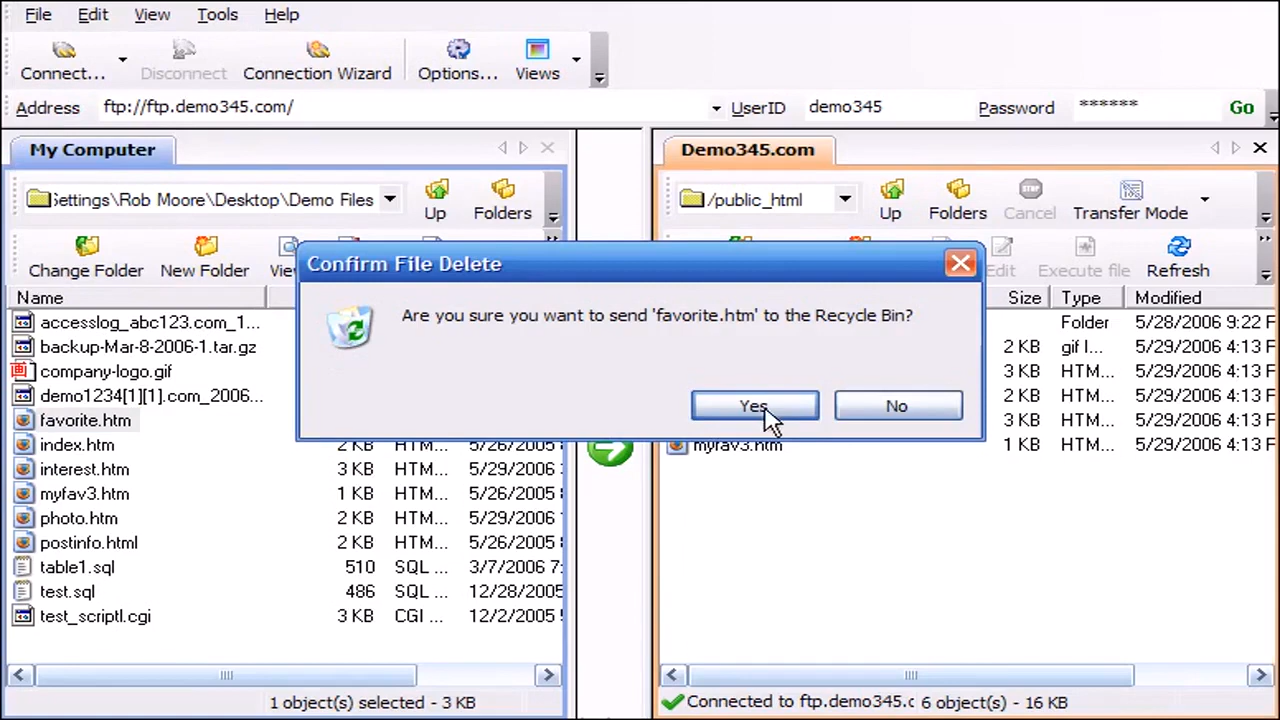 File Edit View Tools Help
Connect... Disconnect Connection Wizard Options... Views
Address ftp://ftp.demo345.com/ UserID demo345 Password ****** Go
My Computer
Demo345.com
Settings\Rob Moore\Desktop\Demo Files Up Folders
/public_html Up Folders Cancel Transfer Mode
STOP
Change Folder New Folder Vie
Edit Execute file Refresh
Name
Size Type Modified
Confirm File Delete
Are you sure you want to send 'favorite.htm' to the Recycle Bin?
Yes No
accesslog_abc123.com_1...
backup-Mar-8-2006-1.tar.gz
company-logo.gif
demo1234[1][1].com_2006...
favorite.htm
index.htm 2 KB HTM... 5/26/2005
interest.htm 3 KB HTM... 5/29/2006
myfav3.htm 1 KB HTM... 5/26/2005
photo.htm 2 KB HTM... 5/29/2006
postinfo.html 2 KB HTM... 5/26/2005
table1.sql 510 SQL ... 3/7/2006 7:
test.sql 486 SQL ... 12/28/2005
test_script1.cgi 3 KB CGI ... 12/2/2005
Folder 5/28/2006 9:22 F
2 KB gif I... 5/29/2006 4:13 F
3 KB HTM... 5/29/2006 4:13 F
2 KB HTM... 5/29/2006 4:13 F
3 KB HTM... 5/29/2006 4:13 F
myfav3.htm 1 KB HTM... 5/29/2006 4:13 F
1 object(s) selected - 3 KB
Connected to ftp.demo345.c 6 object(s) - 16 KB